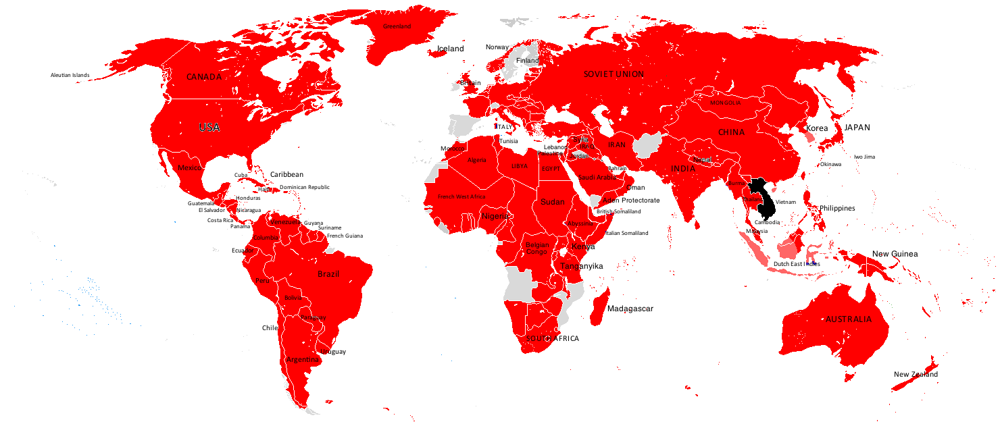 Greenland
Iceland
Norway
Finland
Aleutian Islands
CANADA
SOVIET UNION
Britain
MONGOLIA
USA
ITALY
Korea
JAPAN
CHINA
Tunisia
Syria
Morocco
Lebanon
IRAQ
IRAN
Palestine
Jordan
Algeria
LIBYA
EGYPT
Nepal
Iwo Jima
Okinawa
Mexico
Bahrain
INDIA
Cuba
Caribbean
Saudi Arabia
Haiti
Dominican Republic
Oman
Burma
French West Africa
Aden Protectorate
Thailand
Vietnam
Honduras
Guatemala
El Salvador
Nicaragua
Sudan
British Somaliland
Philippines
Costa Rica
Panama
Venezuela
Guyana
Suriname
Nigeria
Abyssinia
Cambodia
Malaysia
French Guiana
Italian Somaliland
Columbia
Ecuador
Belgian
Congo
Kenya
New Guinea
Tanganyika
Dutch East Indies
Brazil
Peru
Bolivia
Madagascar
Paraguay
AUSTRALIA
Chile
SOUTH AFRICA
Uruguay
Argentina
New Zealand